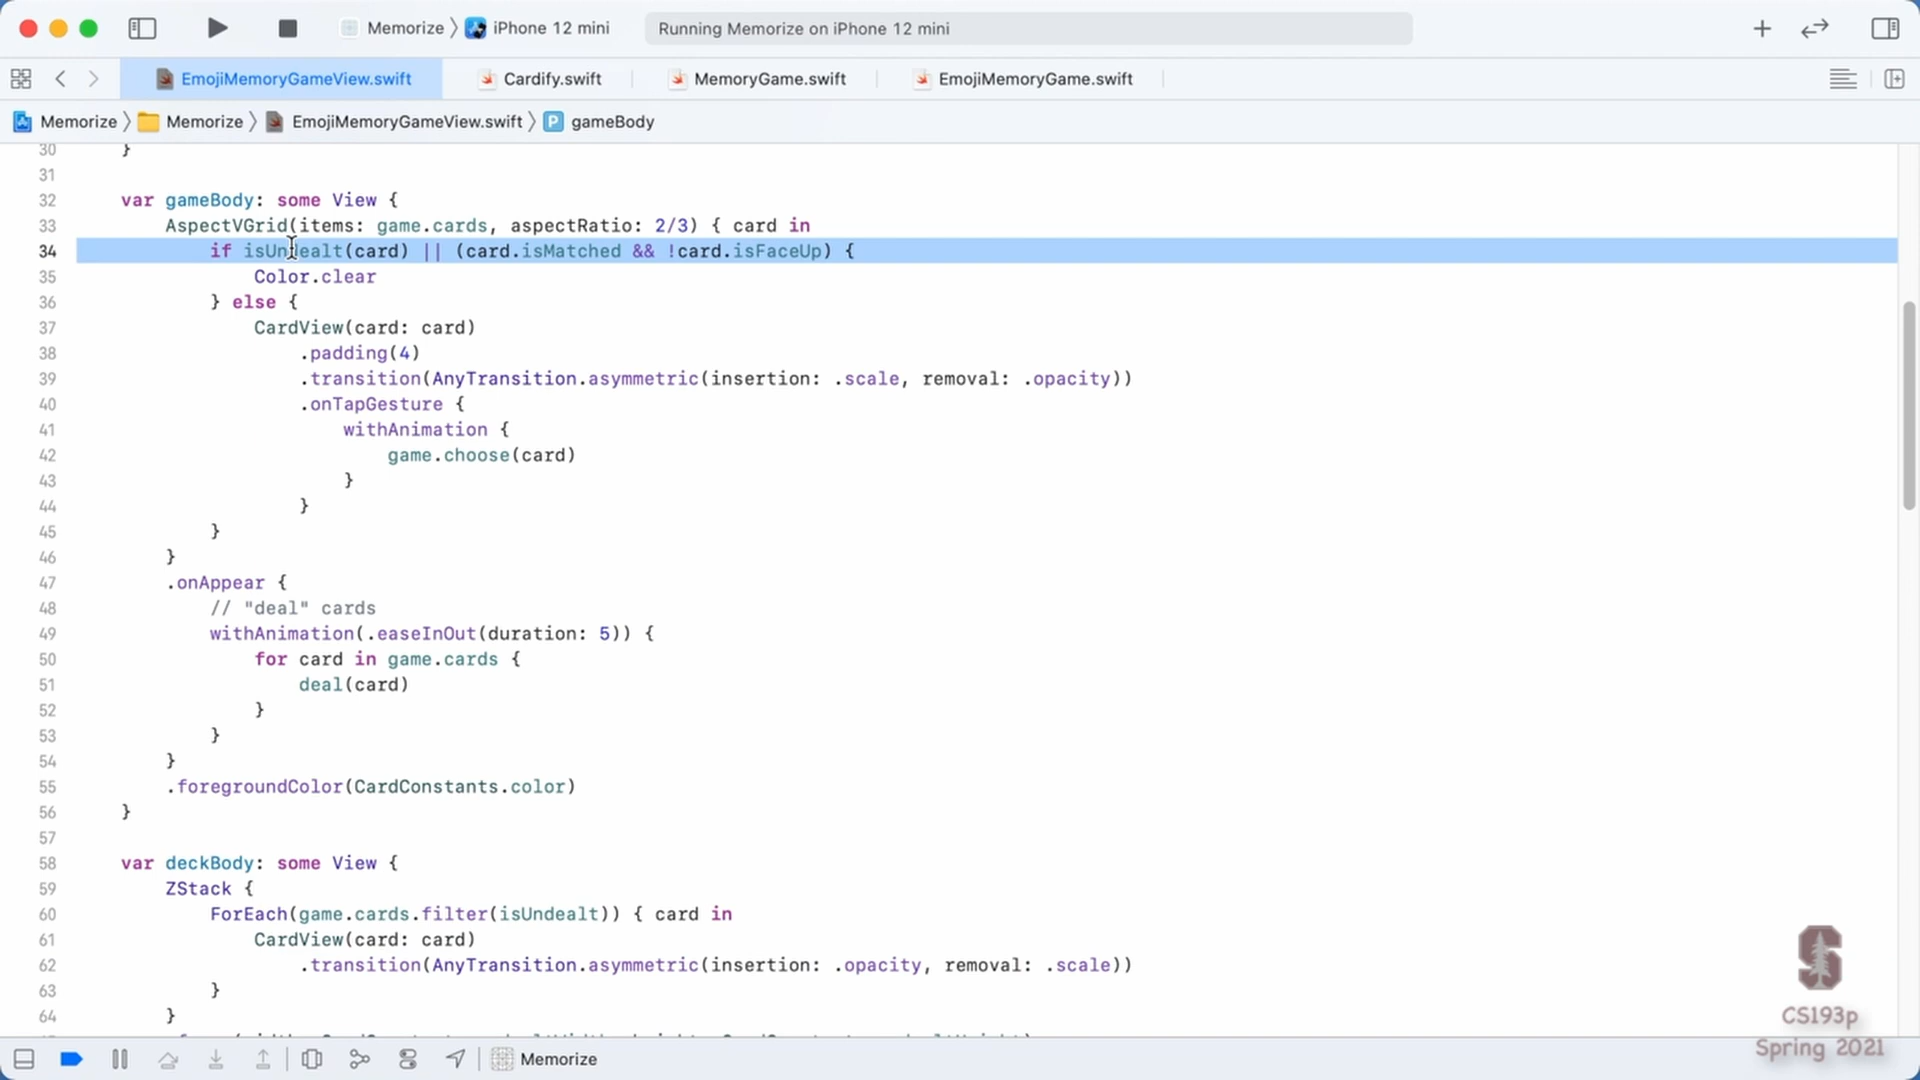 Memorize 〉 iPhone 12 mini
Running Memorize on iPhone 12 mini
EmojiMemoryGameView.swift
Cardify.swift
MemoryGame.swift
EmojiMemoryGame.swift
Memorize 〉 Memorize 〉 EmojiMemoryGameView.swift 〉 P gameBody
30 }
31
32 var gameBody: some View {
33 AspectVGrid(items: game.cards, aspectRatio: 2/3) { card in
34 if isUndealt(card) || (card.isMatched && !card.isFaceUp) {
35 Color.clear
36 } else {
37 CardView(card: card)
38 .padding(4)
39 .transition(AnyTransition.asymmetric(insertion: .scale, removal: .opacity))
40 .onTapGesture {
41 withAnimation {
42 game.choose(card)
43 }
44 }
45 }
46 }
47 .onAppear {
48 // "deal" cards
49 withAnimation(.easeInOut(duration: 5)) {
50 for card in game.cards {
51 deal(card)
52 }
53 }
54 }
55 .foregroundColor(CardConstants.color)
56 }
57
58 var deckBody: some View {
59 ZStack {
60 ForEach(game.cards.filter(isUndealt)) { card in
61 CardView(card: card)
62 .transition(AnyTransition.asymmetric(insertion: .opacity, removal: .scale))
63 }
64 }
S
CS193p
Spring 2021
Memorize